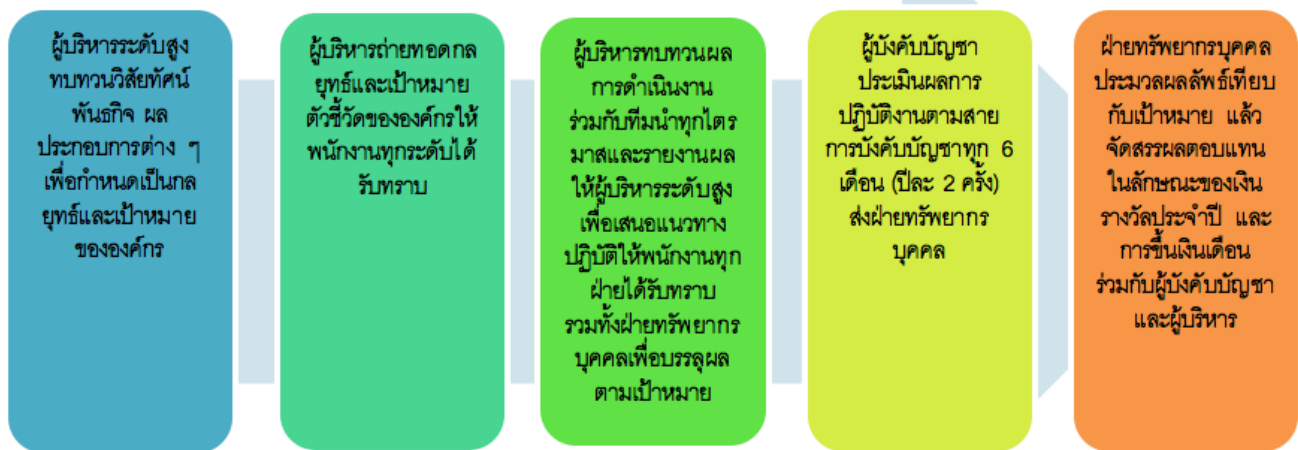 ผู้บริหารระดับสูง
ทบทวนวิสัยทัศน์
พันธกิจ ผล
ประกอบการต่าง ๆ
เพื่อกำหนดเป็นกล
ยุทธ์และเป้าหมาย
ขององค์กร
ผู้บริหารถ่ายทอดกล
ยุทธ์และเป้าหมาย
ตัวชี้วัดขององค์กรให้
พนักงานทุกระดับได้
รับทราบ
ผู้บริหารทบทวนผล
การดำเนินงาน
ร่วมกับทีมนำทุกไตร
มาสและรายงานผล
ให้ผู้บริหารระดับสูง
เพื่อเสนอแนวทาง
ปฏิบัติให้พนักงานทุก
ฝ่ายได้รับทราบ
รวมทั้งฝ่ายทรัพยากร
บุคคลเพื่อบรรลุผล
ตามเป้าหมาย
ผู้บังคับบัญชา
ประเมินผลการ
ปฏิบัติงานตามสาย
การบังคับบัญชาทุก 6
เดือน (ปีละ 2 ครั้ง)
ส่งฝ่ายทรัพยากร
บุคคล
ฝ่ายทรัพยากรบุคคล
ประมวลผลลัพธ์เทียบ
กับเป้าหมาย แล้ว
จัดสรรผลตอบแทน
ในลักษณะของเงิน
รางวัลประจำปี และ
การขึ้นเงินเดือน
ร่วมกับผู้บังคับบัญชา
และผู้บริหาร